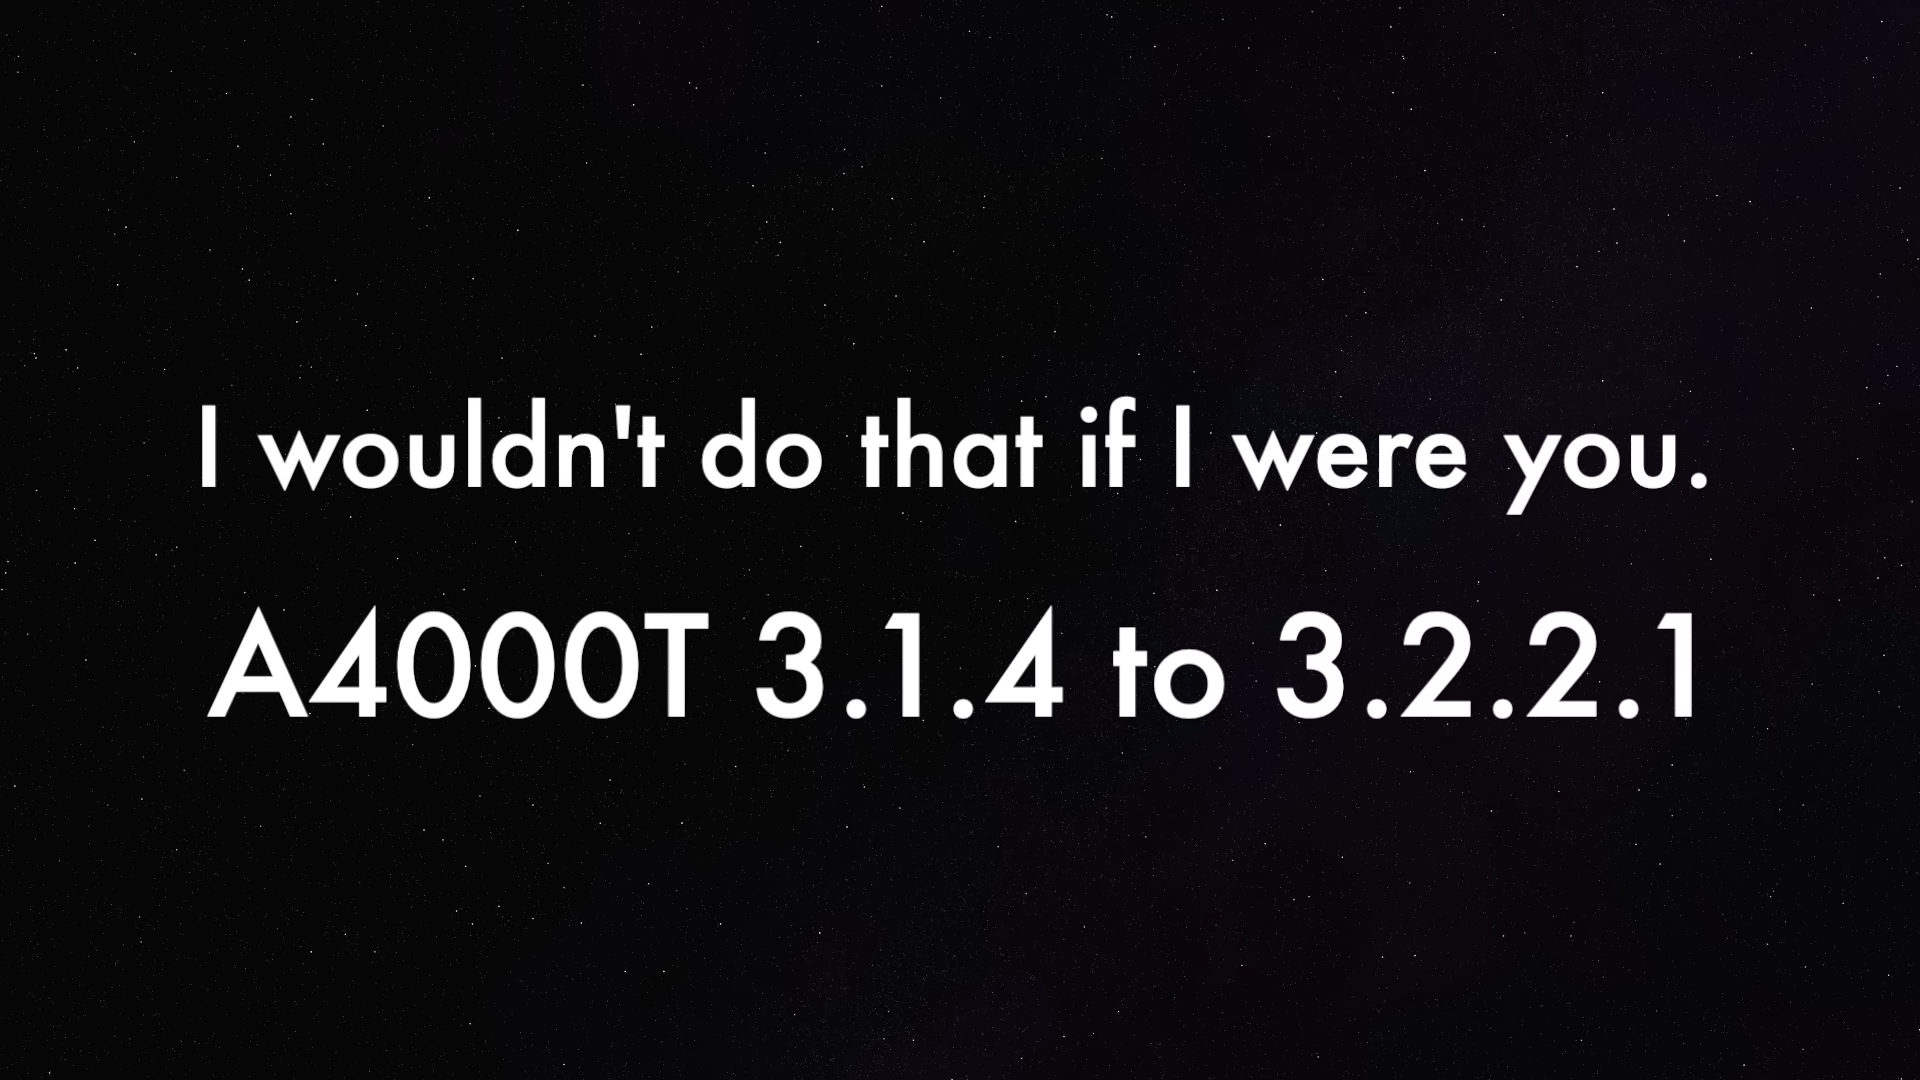 I wouldn't do that if I were you.
A4000T 3.1.4 to 3.2.2.1